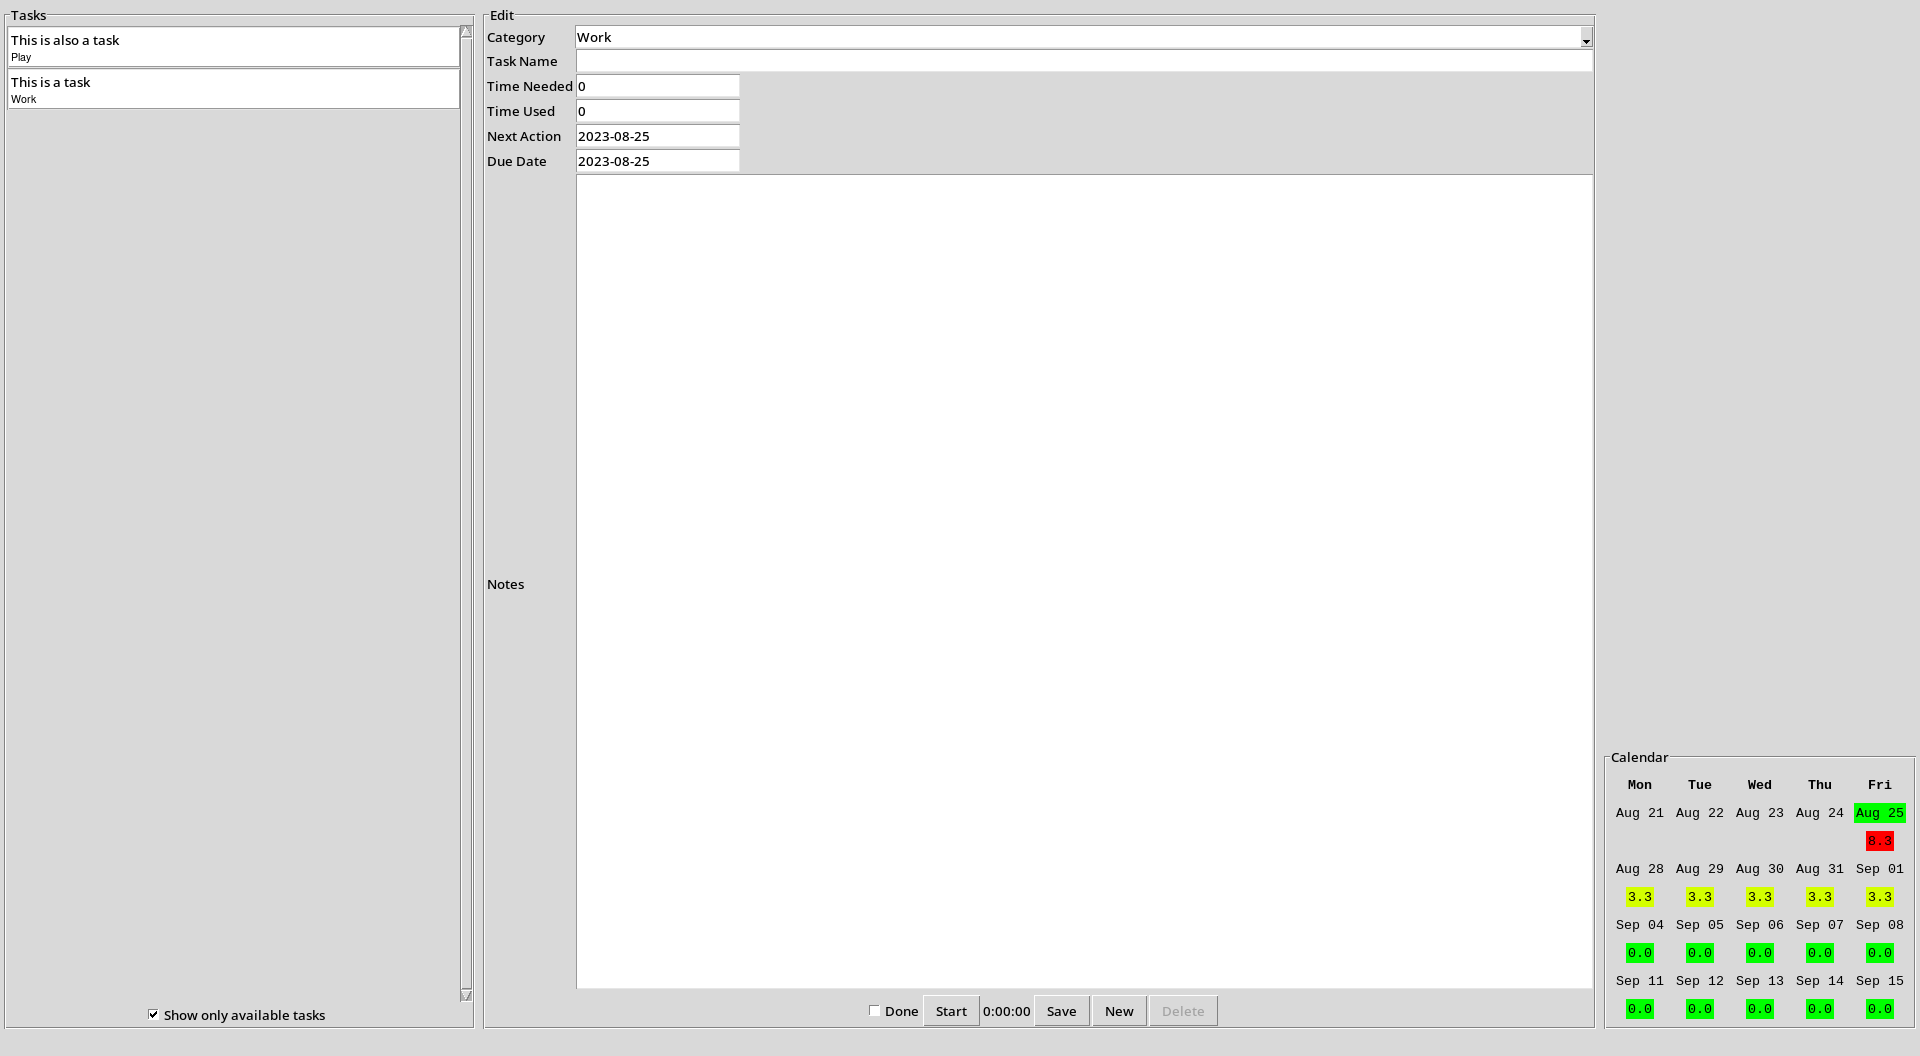 Tasks
This is also a task
Play
This is a task
Work
Show only available tasks
Edit
Category Work
Task Name
Time Needed 0
Time Used 0
Next Action 2023-08-25
Due Date 2023-08-25
Notes
Done Start 0:00:00 Save New Delete
Calendar
Mon Tue Wed Thu Fri
Aug 21 Aug 22 Aug 23 Aug 24 Aug 25
8.3
Aug 28 Aug 29 Aug 30 Aug 31 Sep 01
3.3 3.3 3.3 3.3 3.3
Sep 04 Sep 05 Sep 06 Sep 07 Sep 08
0.0 0.0 0.0 0.0 0.0
Sep 11 Sep 12 Sep 13 Sep 14 Sep 15
0.0 0.0 0.0 0.0 0.0